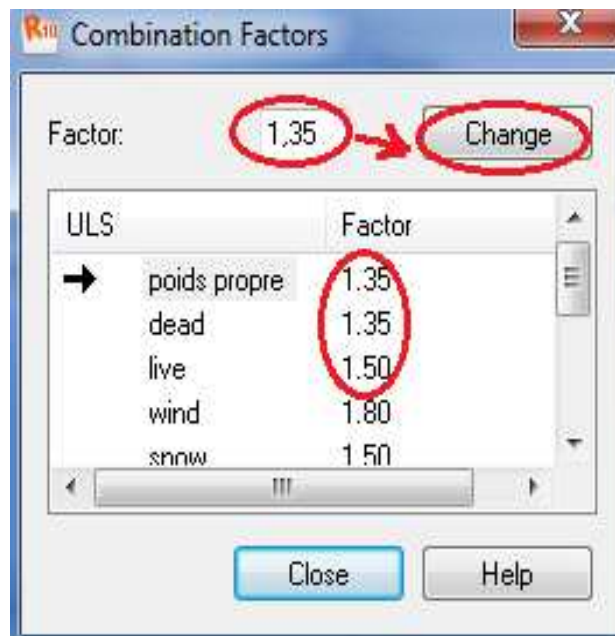 R10 Combination Factors X
Factor: 1,35 Change
ULS Factor
poids propre 1.35
dead 1.35
live 1.50
wind 1.80
snow 1.50
Close Help